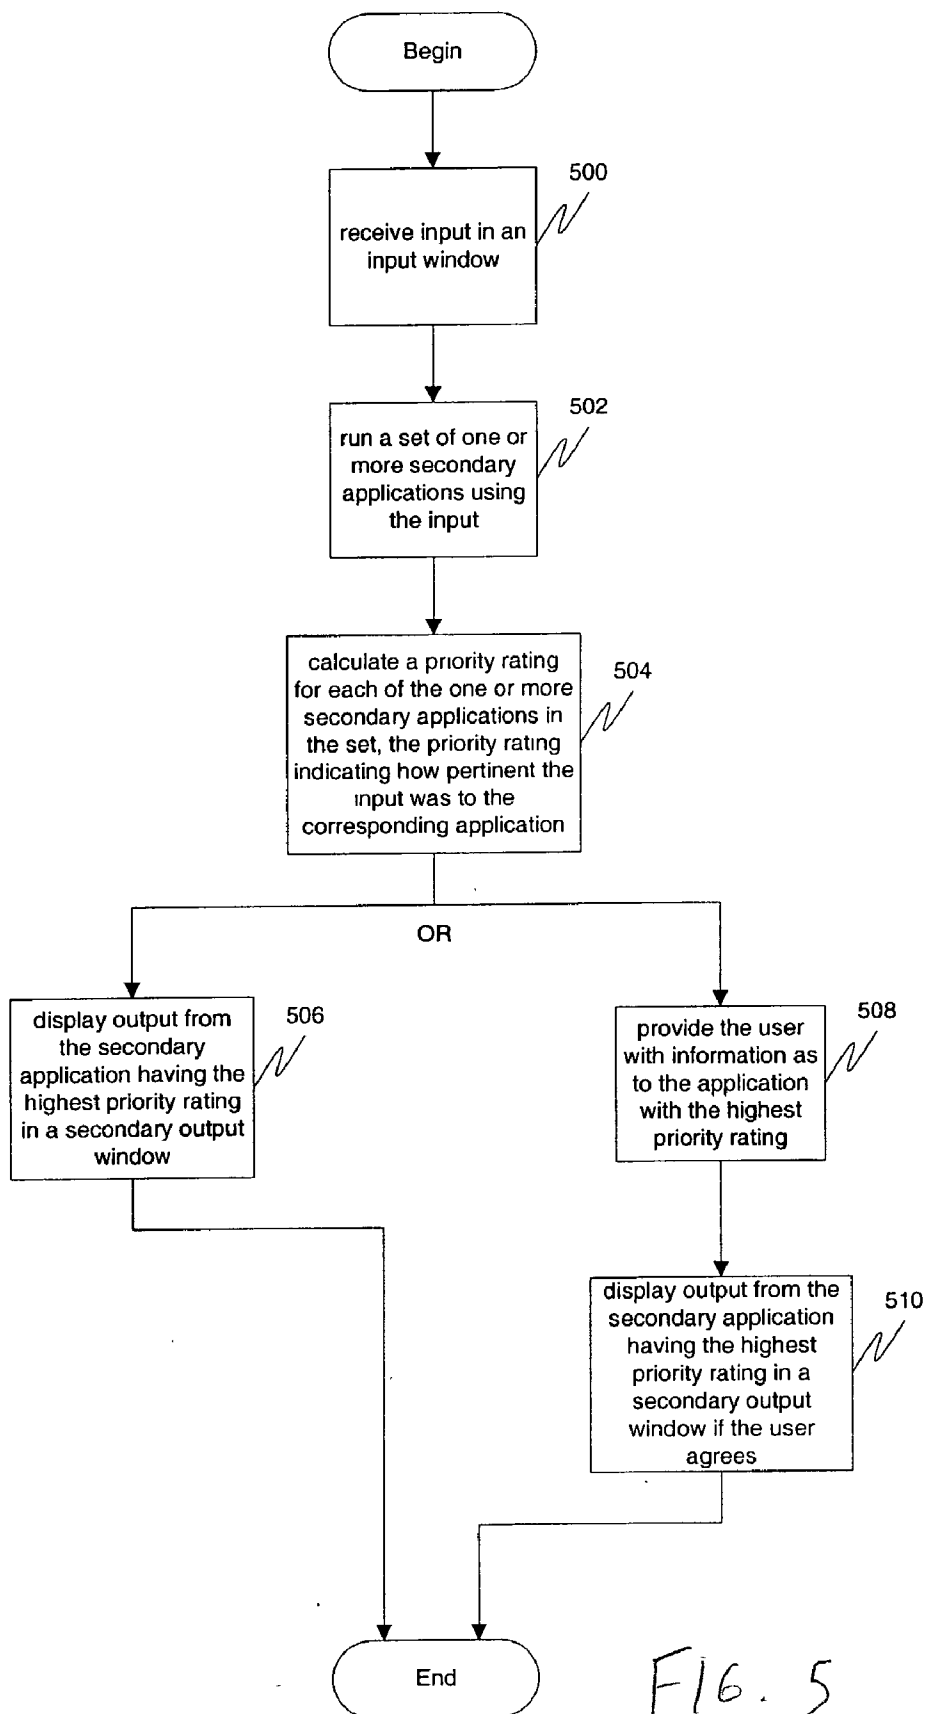 Begin
500
receive input in an
input window
502
run a set of one or
more secondary
applications using
the input
504
calculate a priority rating
for each of the one or more
secondary applications in
the set, the priority rating
indicating how pertinent the
input was to the
corresponding application
OR
506
display output from
the secondary
application having the
highest priority rating
in a secondary output
window
508
provide the user
with information as
to the application
with the highest
priority rating
510
display output from the
secondary application
having the highest
priority rating in a
secondary output
window if the user
agrees
End
FIG. 5